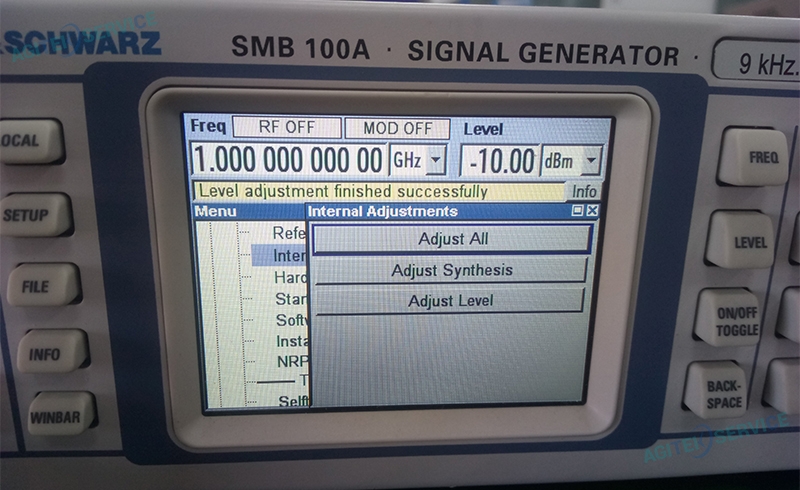 &SCHWARZ
SMB 100A · SIGNAL GENERATOR ·
9 kHz.
Freq RF OFF MOD OFF Level
1.000 000 000 00 GHz -10.00 dBm
Level adjustment finished successfully Info
Menu
Internal Adjustments
Refe
Inter
Hard
Star
Soft
Insta
NRP
T
Selft
Adjust All
Adjust Synthesis
Adjust Level
OCAL
SETUP
FILE
INFO
WINBAR
FREQ
LEVEL
ON/OFF
TOGGLE
BACK-
SPACE